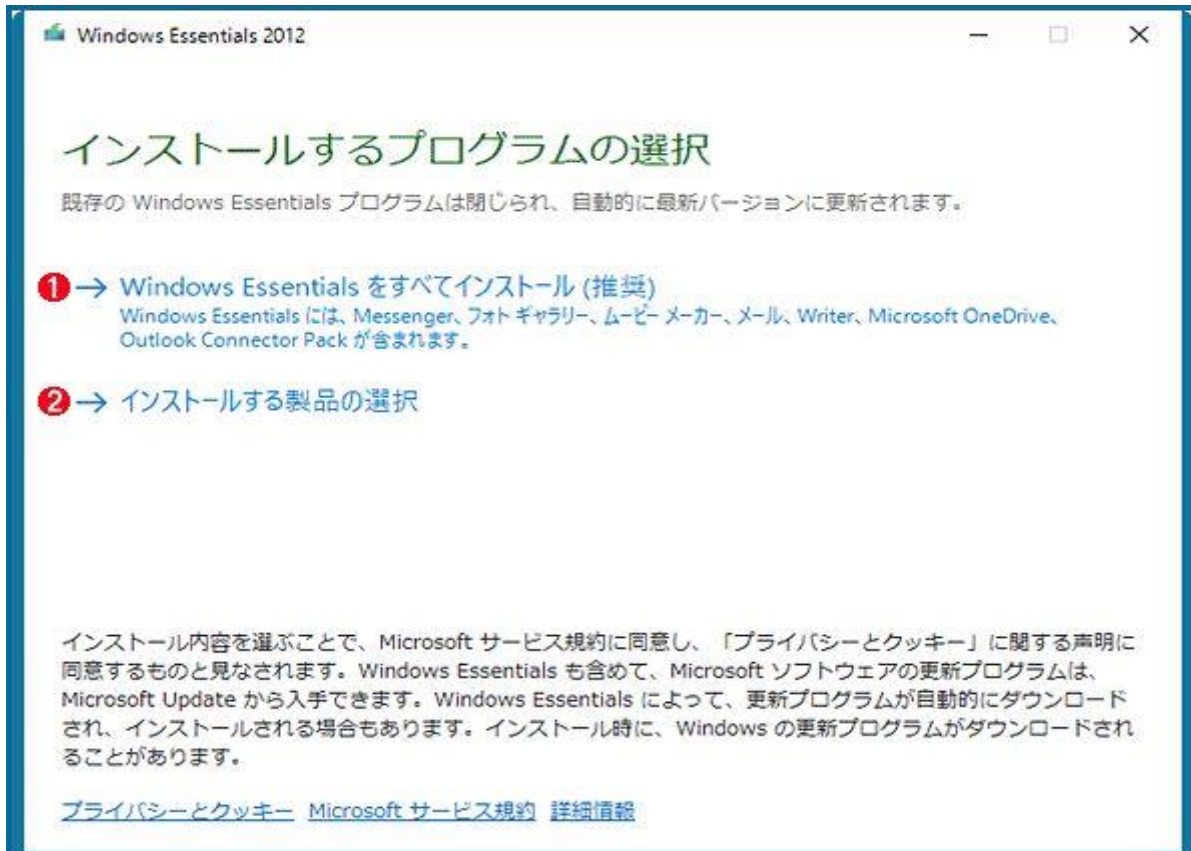 Windows Essentials 2012
インストールするプログラムの選択
既存の Windows Essentials プログラムは閉じられ、自動的に最新バージョンに更新されます。
1 → Windows Essentials をすべてインストール (推奨)
Windows Essentials には、Messenger、フォト ギャラリー、ムービー メーカー、メール、Writer、Microsoft OneDrive、
Outlook Connector Pack が含まれます。
2 → インストールする製品の選択
インストール内容を選ぶことで、Microsoft サービス規約に同意し、「プライバシーとクッキー」に関する声明に
同意するものと見なされます。Windows Essentials も含めて、Microsoft ソフトウェアの更新プログラムは、
Microsoft Update から入手できます。Windows Essentials によって、更新プログラムが自動的にダウンロード
され、インストールされる場合もあります。インストール時に、Windows の更新プログラムがダウンロードされ
ることがあります。
プライバシーとクッキー Microsoft サービス規約 詳細情報